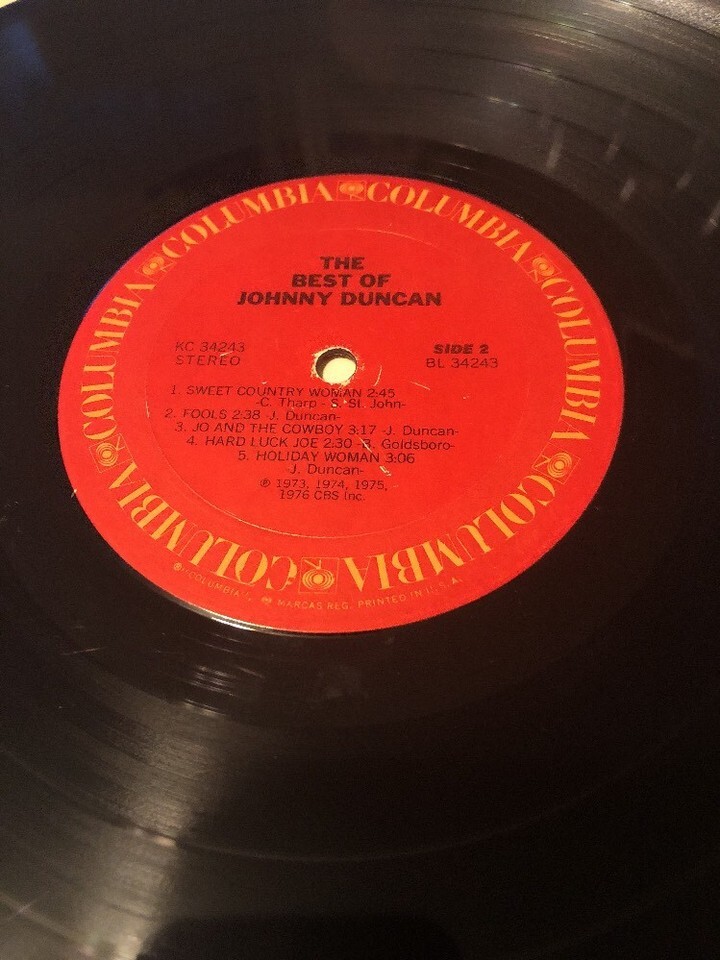 COLUMBIA COLUMBIA COLUMBIA COLUMBIA COLUMBIA COLUMBIA COLUMBIA COLUMBIA
THE
BEST OF
JOHNNY DUNCAN
KC 34243
STEREO
SIDE 2
BL 34243
1. SWEET COUNTRY WOMAN 2:45
-C. Tharp - S. St. John-
2. FOOLS 2:38 -J. Duncan-
3. JO AND THE COWBOY 3:17 -J. Duncan-
4. HARD LUCK JOE 2:30 -B. Goldsboro-
5. HOLIDAY WOMAN 3:06
-J. Duncan-
℗ 1973, 1974, 1975,
1976 CBS Inc.
"COLUMBIA", MARCAS REG. PRINTED IN U.S.A.